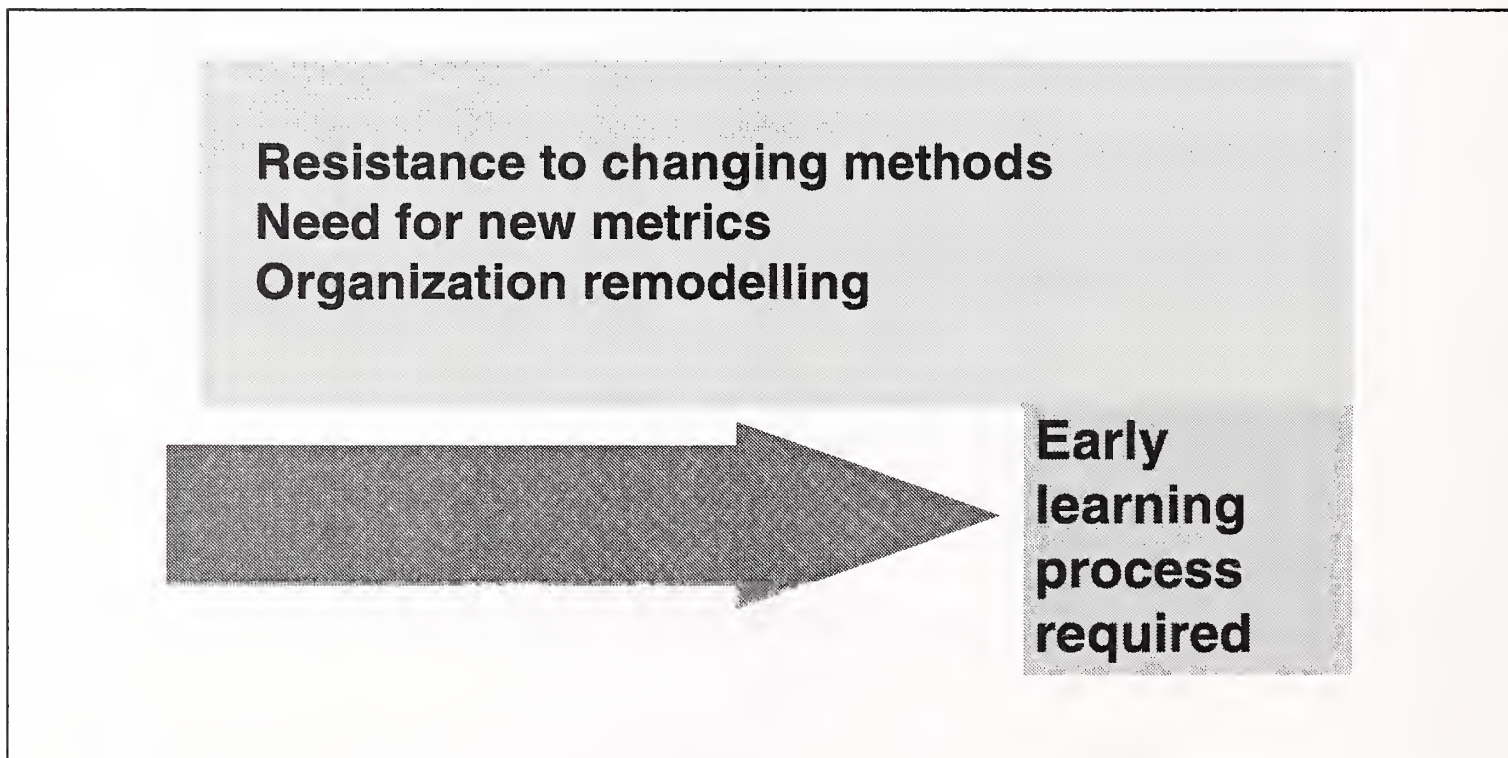 Resistance to changing methods
Need for new metrics
Organization remodelling
Early
learning
process
required